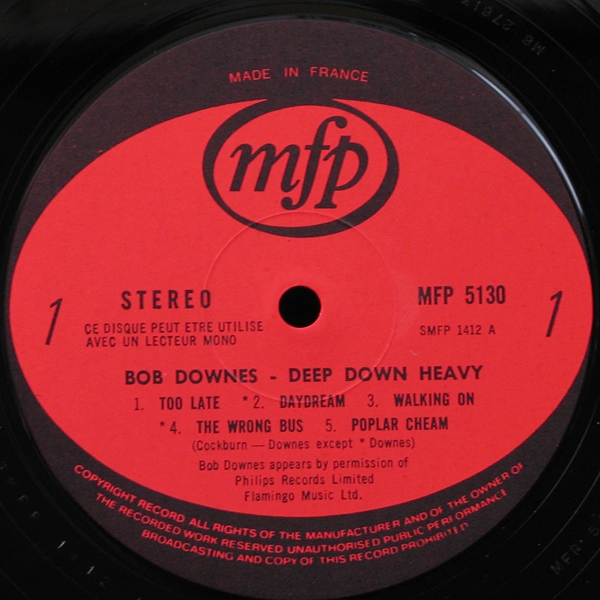 MADE IN FRANCE
mfp
1
STEREO
MFP 5130
1
CE DISQUE PEUT ETRE UTILISE
AVEC UN LECTEUR MONO
SMFP 1412 A
BOB DOWNES - DEEP DOWN HEAVY
1. TOO LATE * 2. DAYDREAM 3. WALKING ON
* 4. THE WRONG BUS 5. POPLAR CHEAM
(Cockburn — Downes except * Downes)
Bob Downes appears by permission of
Philips Records Limited
Flamingo Music Ltd.
COPYRIGHT RECORD ALL RIGHTS OF THE MANUFACTURER AND OF THE OWNER OF
THE RECORDED WORK RESERVED UNAUTHORISED PUBLIC PERFORMANCE
BROADCASTING AND COPY OF THIS RECORD PROHIBITED